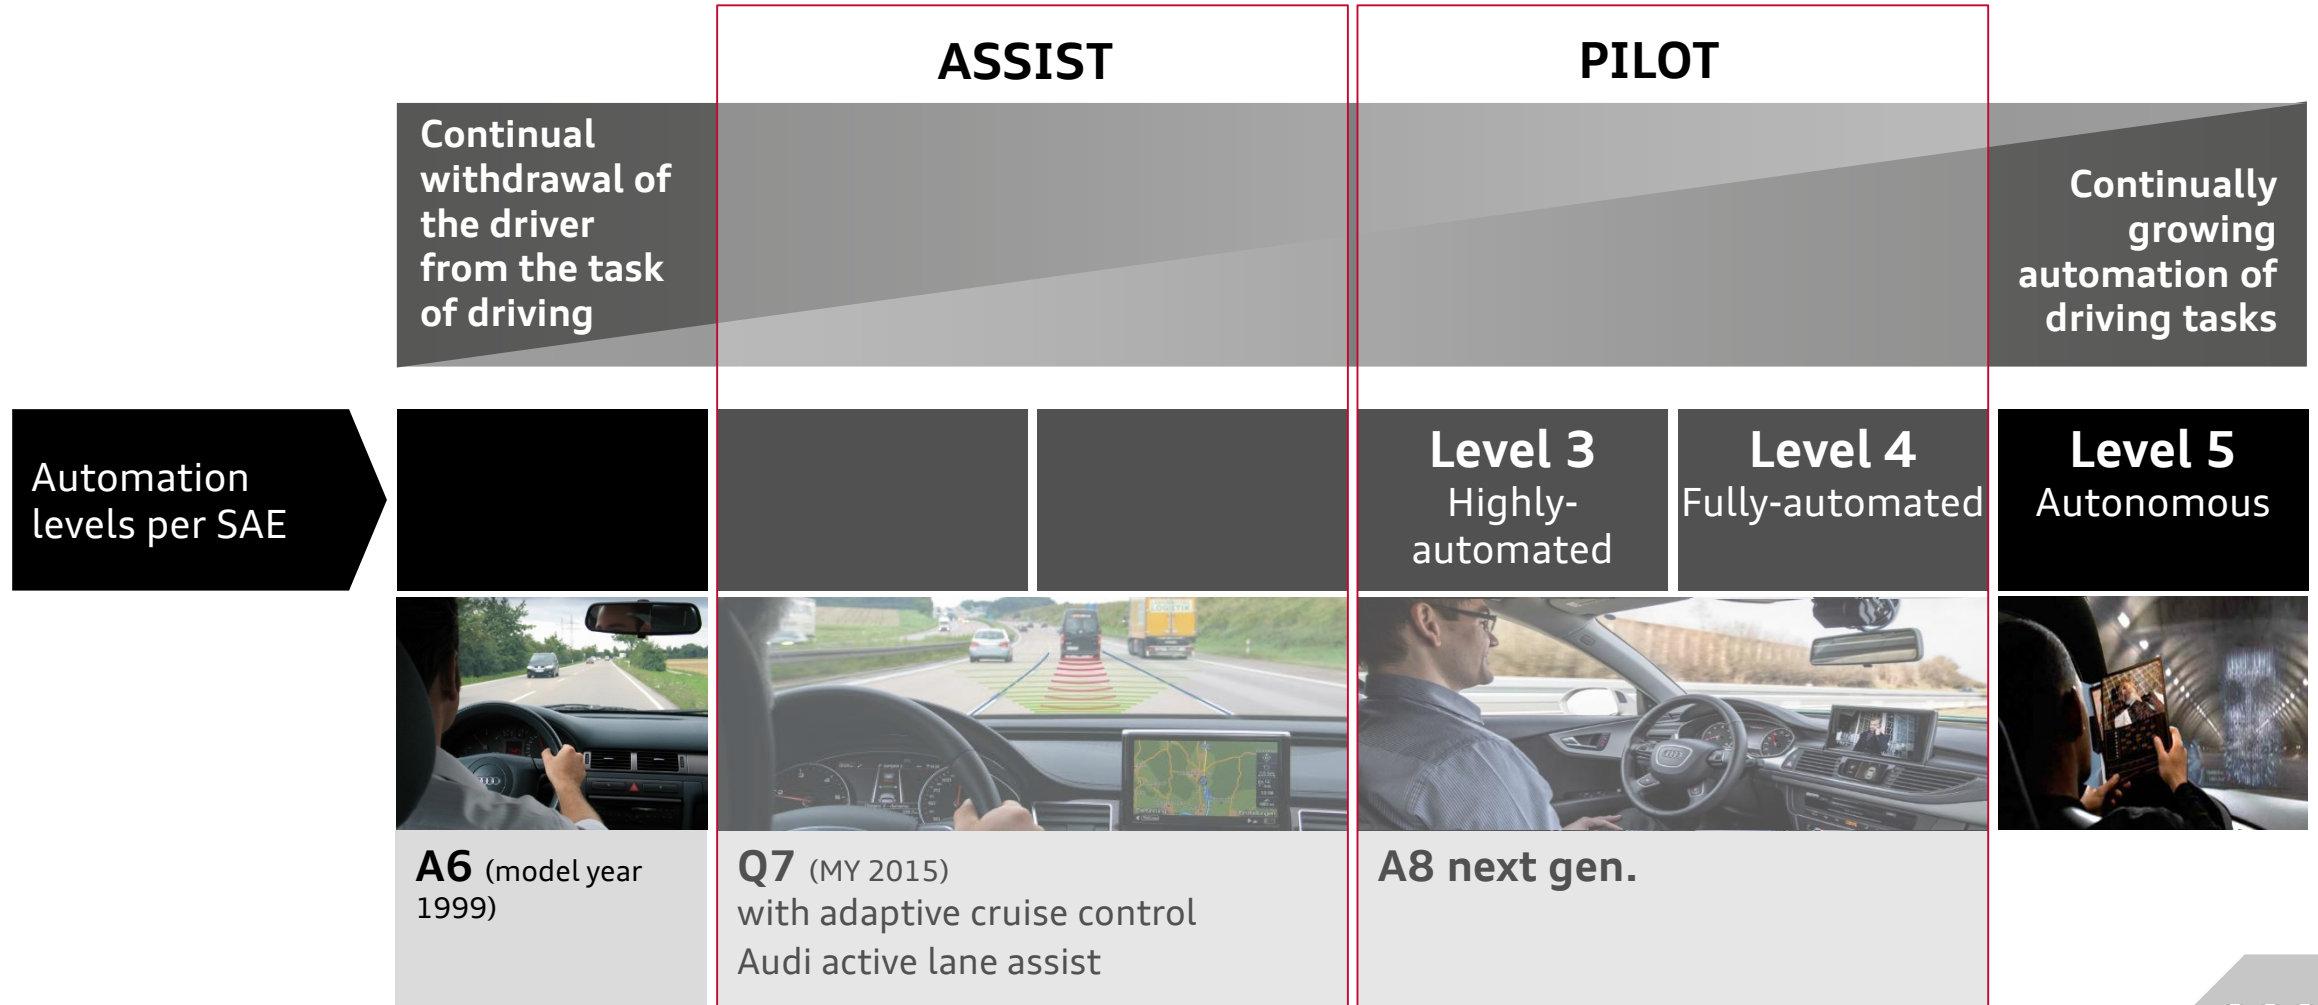 ASSIST
PILOT
Continual
withdrawal of
the driver
from the task
of driving
Continually
growing
automation of
driving tasks
Automation
levels per SAE
Level 3
Highly-
automated
Level 4
Fully-automated
Level 5
Autonomous
LOGISTIK
A6 (model year
1999)
Q7 (MY 2015)
with adaptive cruise control
Audi active lane assist
A8 next gen.